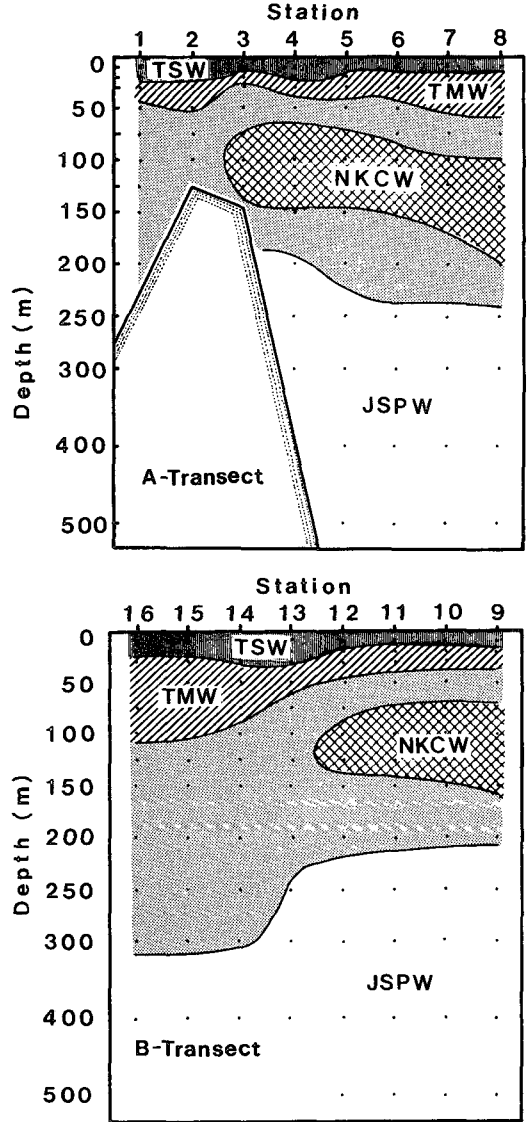 Station
1 2 3 4 5 6 7 8
0
50
100
150
200
250
300
400
500
Depth (m)
TSW
TMW
NKCW
JSPW
A-Transect
Station
16 15 14 13 12 11 10 9
0
50
100
150
200
250
300
400
500
Depth (m)
TSW
TMW
NKCW
JSPW
B-Transect